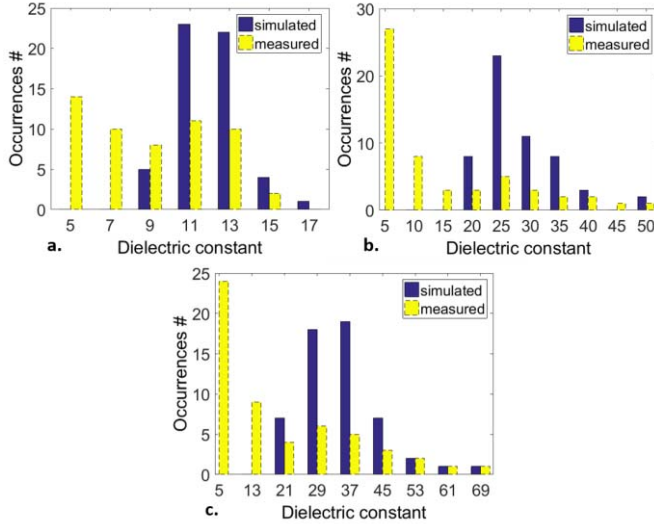 25
20
15
10
5
0
Occurrences #
simulated
measured
5 7 9 11 13 15 17
Dielectric constant
a.
30
20
10
0
Occurrences #
simulated
measured
5 10 15 20 25 30 35 40 45 50
Dielectric constant
b.
25
20
15
10
5
0
Occurrences #
simulated
measured
5 13 21 29 37 45 53 61 69
Dielectric constant
c.